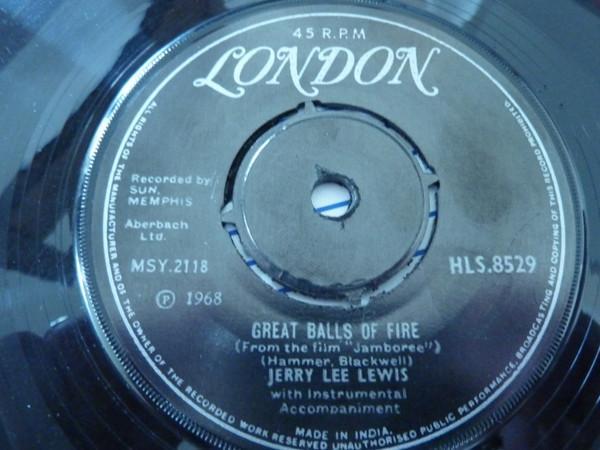 45 R.P.M
LONDON
Recorded by
SUN,
MEMPHIS
Aberbach
Ltd.
MSY.2118
HLS.8529
℗ 1968
GREAT BALLS OF FIRE
(From the film "Jamboree")
(Hammer, Blackwell)
JERRY LEE LEWIS
with Instrumental
Accompaniment
MADE IN INDIA.
ALL RIGHTS OF THE MANUFACTURER AND OF THE OWNER OF THE RECORDED WORK RESERVED UNAUTHORISED PUBLIC PERFORMANCE, BROADCASTING AND COPYING OF THIS RECORD PROHIBITED.